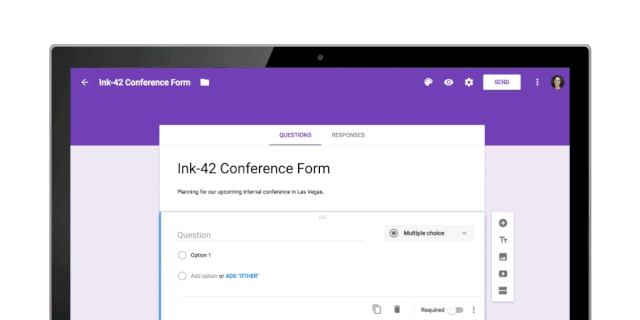 Ink-42 Conference Form
SEND
QUESTIONS RESPONSES
Ink-42 Conference Form
Planning for our upcoming internal conference in Las Vegas.
Question
Multiple choice
Option 1
Add option or ADD "OTHER"
Required
Tт